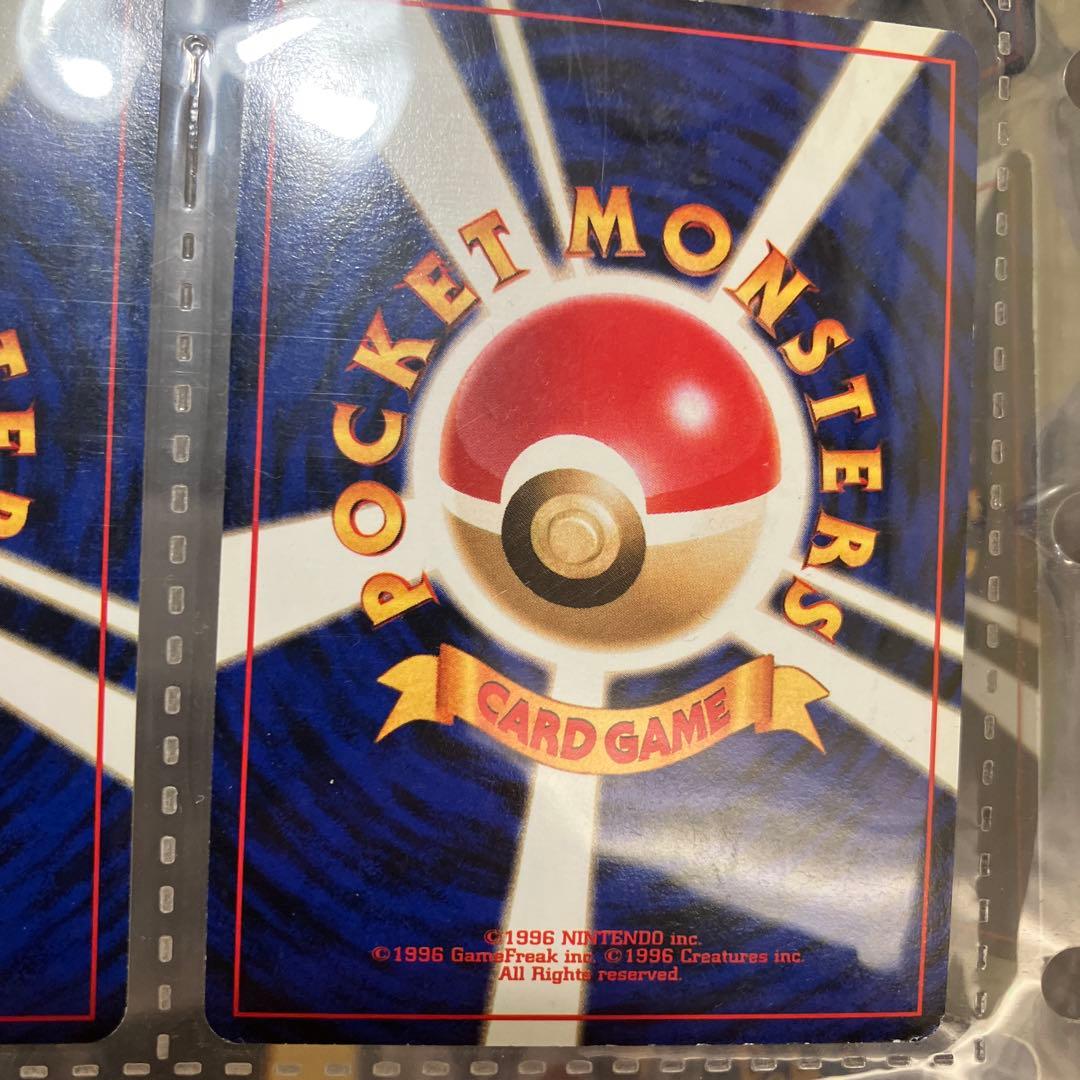 POCKET MONSTERS
CARD GAME
©1996 NINTENDO inc.
©1996 GameFreak inc. ©1996 Creatures inc.
All Rights reserved.